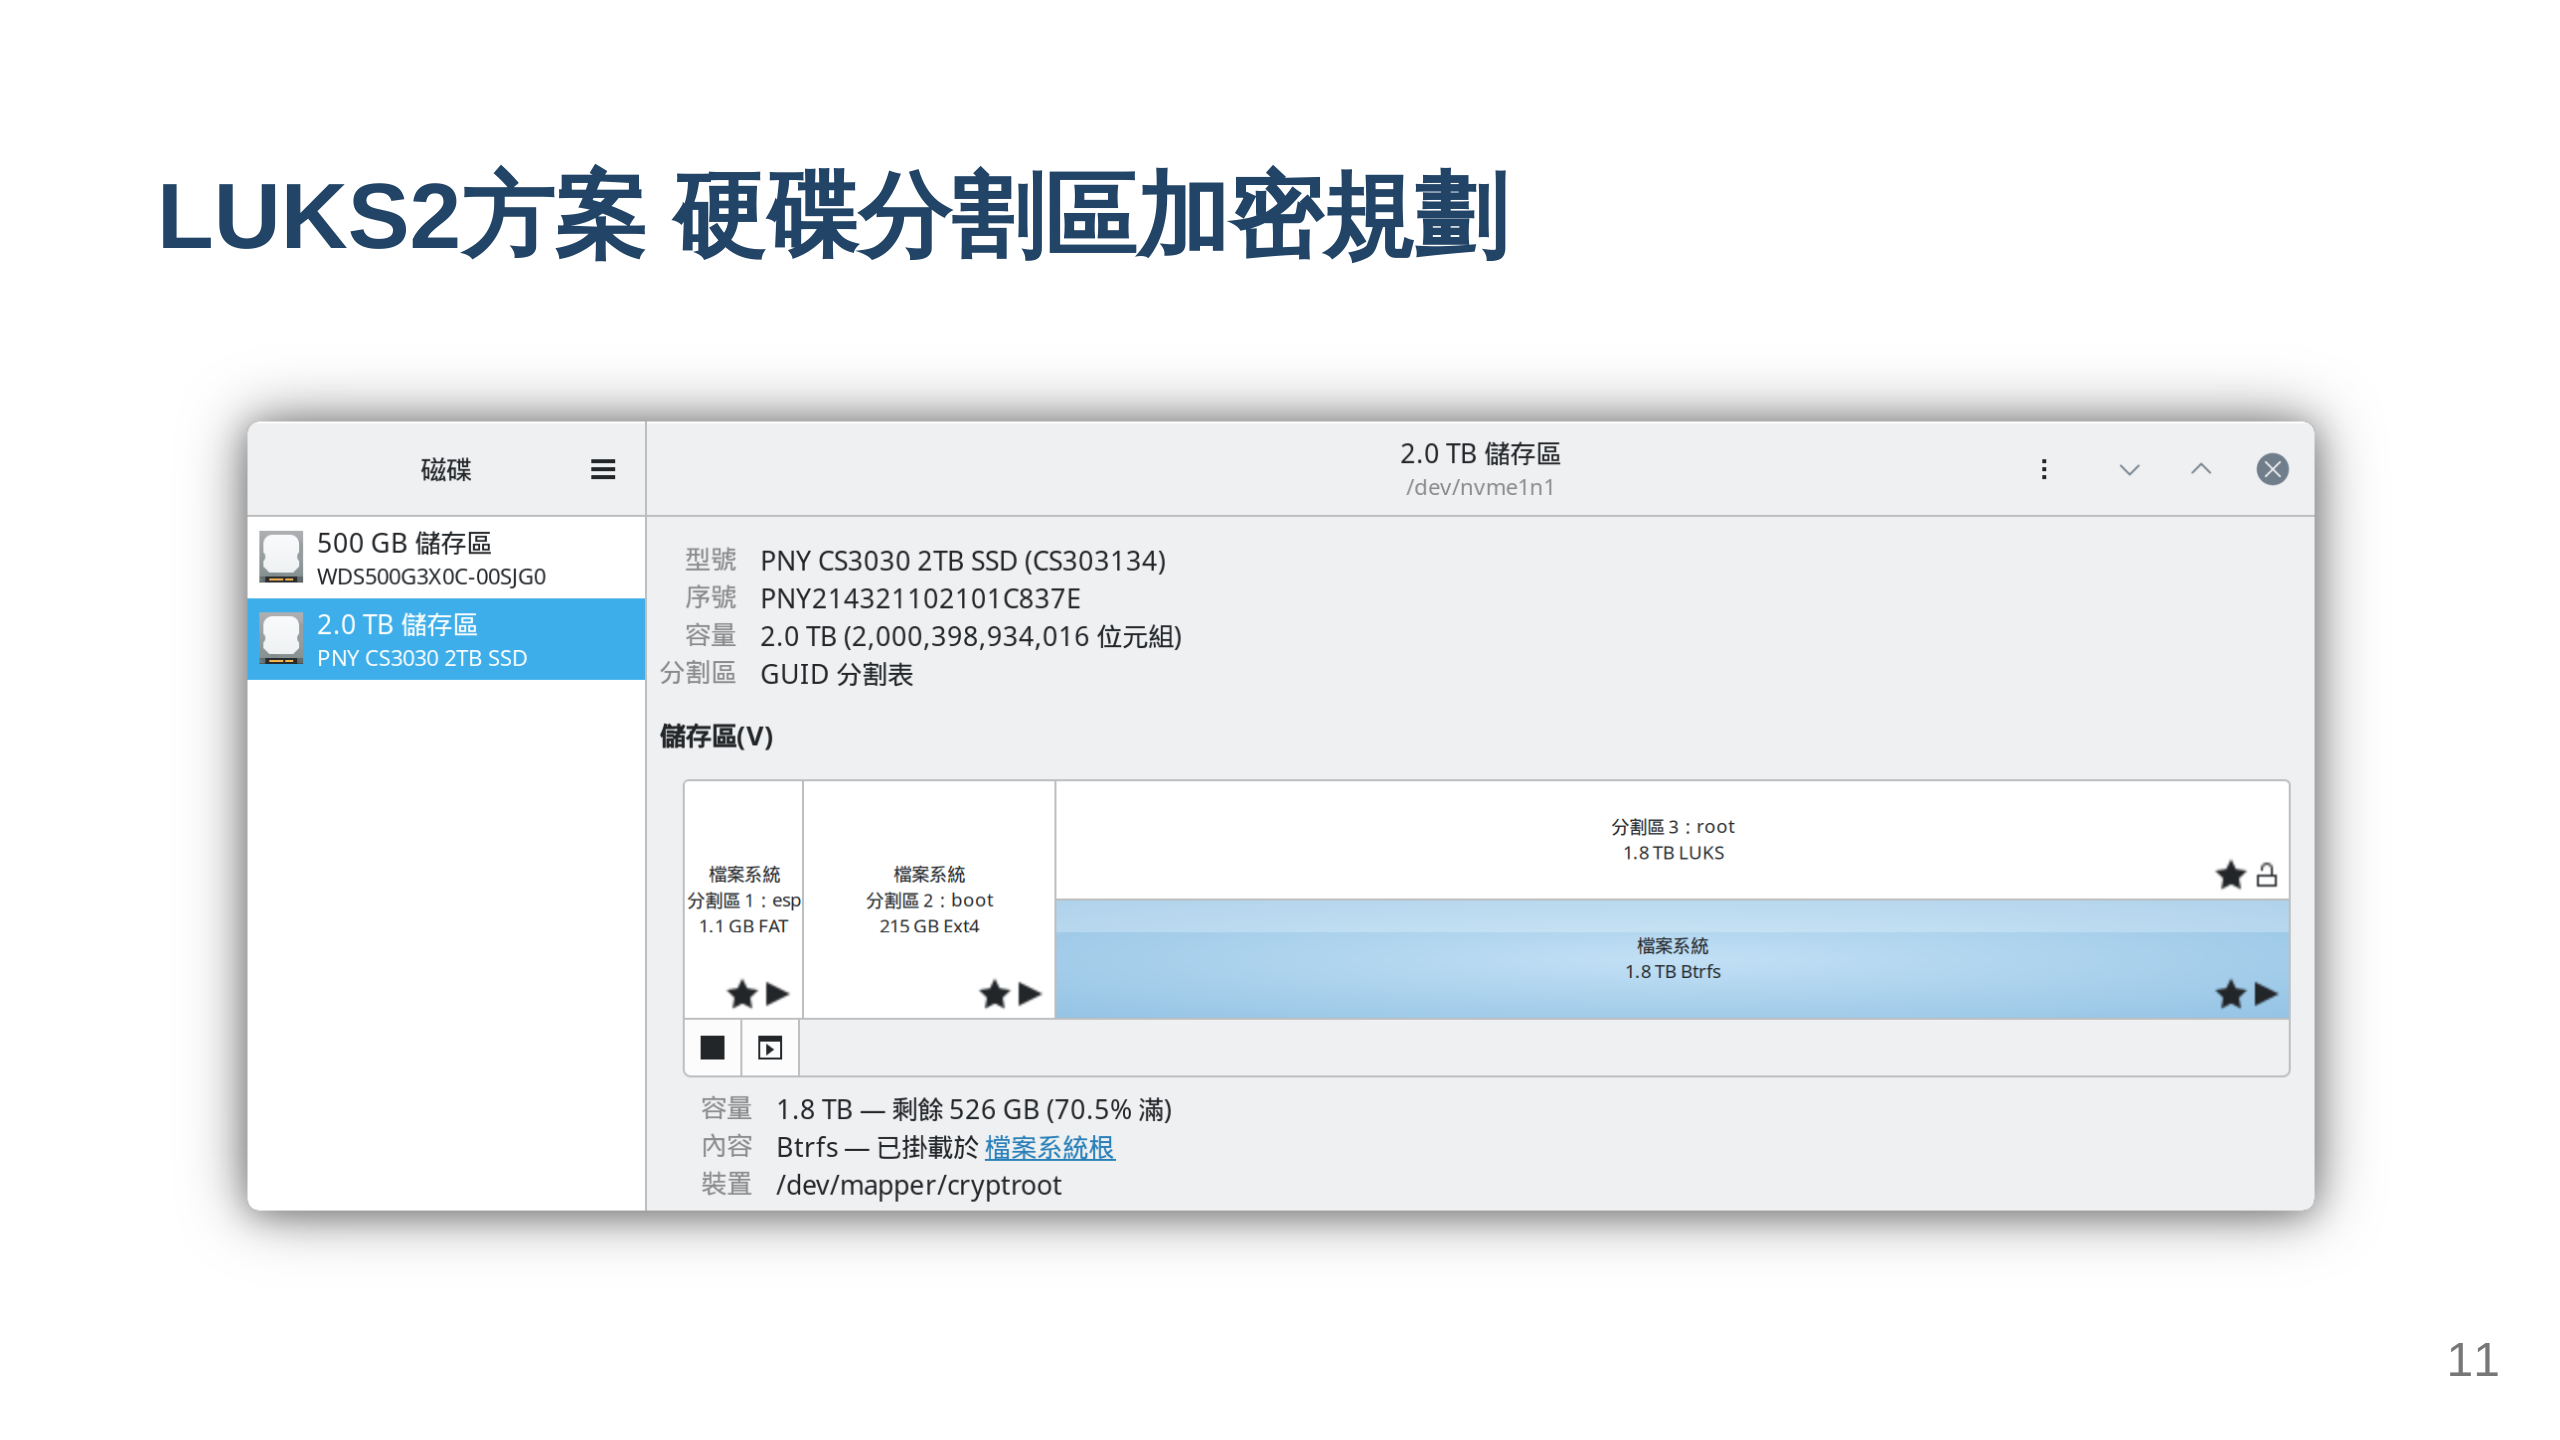 LUKS2方案 硬碟分割區加密規劃
磁碟
2.0 TB 儲存區
/dev/nvme1n1
500 GB 儲存區
WDS500G3X0C-00SJG0
2.0 TB 儲存區
PNY CS3030 2TB SSD
型號 PNY CS3030 2TB SSD (CS303134)
序號 PNY214321102101C837E
容量 2.0 TB (2,000,398,934,016 位元組)
分割區 GUID 分割表
儲存區(V)
檔案系統
分割區 1：esp
1.1 GB FAT
檔案系統
分割區 2：boot
215 GB Ext4
分割區 3：root
1.8 TB LUKS
檔案系統
1.8 TB Btrfs
容量 1.8 TB — 剩餘 526 GB (70.5% 滿)
內容 Btrfs — 已掛載於 檔案系統根
裝置 /dev/mapper/cryptroot
11